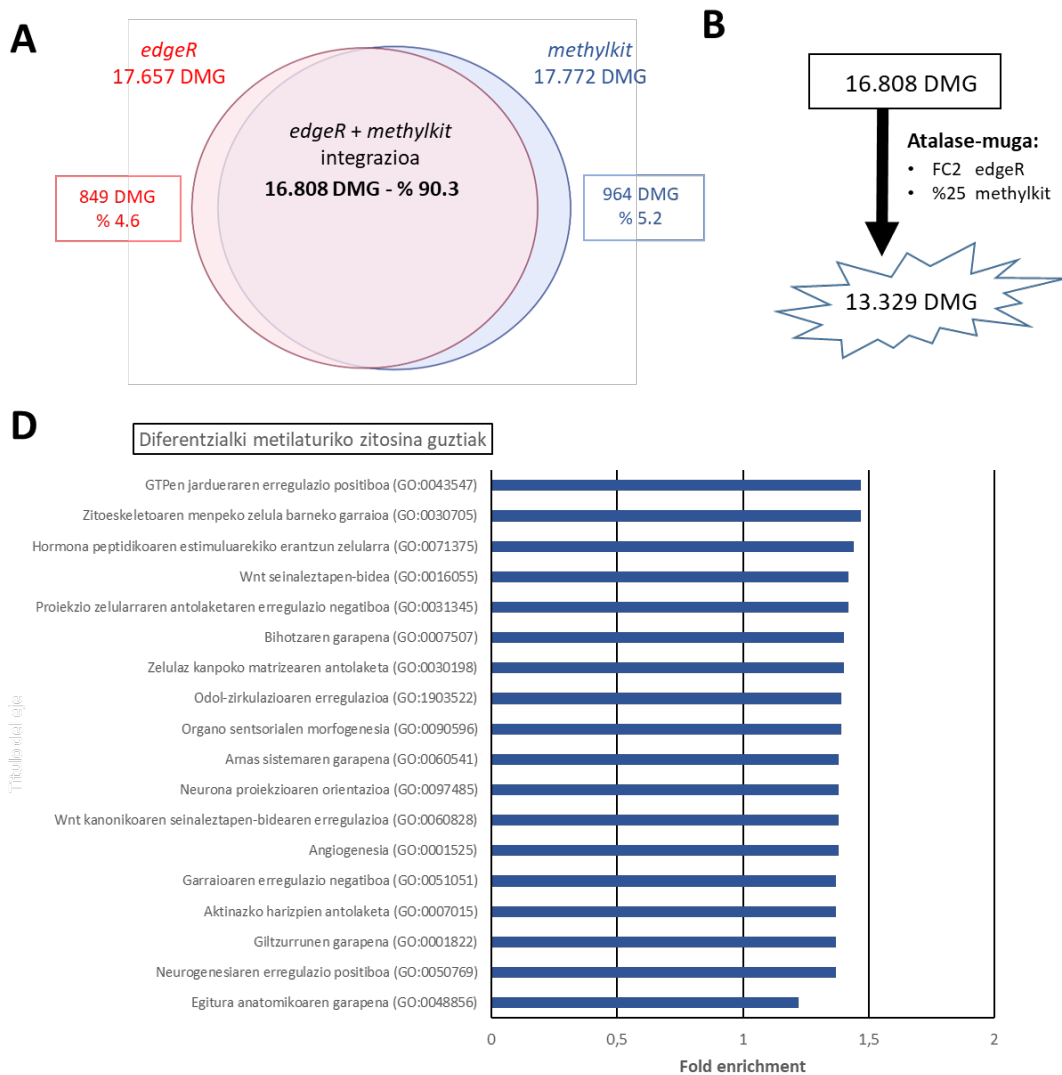 A
edgeR
17.657 DMG
methylkit
17.772 DMG
edgeR + methylkit
integrazioa
16.808 DMG - % 90.3
849 DMG
% 4.6
964 DMG
% 5.2
B
16.808 DMG
Atalase-muga:
• FC2 edgeR
• %25 methylkit
13.329 DMG
D
Diferentzialki metilaturiko zitosina guztiak
GTPen jardueraren erregulazio positiboa (GO:0043547)
Zitoeskeletoaren menpeko zelula barneko garraioa (GO:0030705)
Hormona peptidikoaren estimuluarekiko erantzun zelularra (GO:0071375)
Wnt seinaleztapen-bidea (GO:0016055)
Proiekzio zelularraren antolaketaren erregulazio negatiboa (GO:0031345)
Bihotzaren garapena (GO:0007507)
Zelulaz kanpoko matrizearen antolaketa (GO:0030198)
Odol-zirkulazioaren erregulazioa (GO:1903522)
Organo sentsorialen morfogenesia (GO:0090596)
Arnas sistemaren garapena (GO:0060541)
Neurona proiekzioaren orientazioa (GO:0097485)
Wnt kanonikoaren seinaleztapen-bidearen erregulazioa (GO:0060828)
Angiogenesia (GO:0001525)
Garraioaren erregulazio negatiboa (GO:0051051)
Aktinazko harizpien antolaketa (GO:0007015)
Giltzurrunen garapena (GO:0001822)
Neurogenesiaren erregulazio positiboa (GO:0050769)
Egitura anatomikoaren garapena (GO:0048856)
Título del eje
0 0,5 1 1,5 2
Fold enrichment